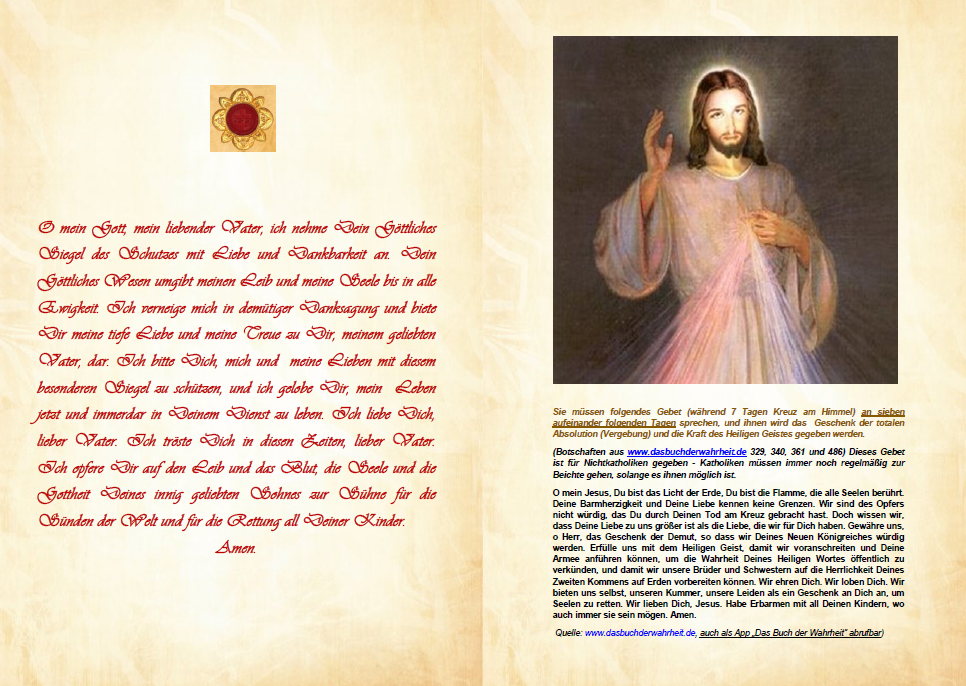 O mein Gott, mein liebender Vater, ich nehme Dein Göttliches
Siegel des Schutzes mit Liebe und Dankbarkeit an. Dein
Göttliches Wesen umgibt meinen Leib und meine Seele bis in alle
Ewigkeit. Ich verneige mich in demütiger Danksagung und biete
Dir meine tiefe Liebe und meine Treue zu Dir, meinem geliebten
Vater, dar. Ich bitte Dich, mich und meine Lieben mit diesem
besonderen Siegel zu schützen, und ich gelobe Dir, mein Leben
jetzt und immerdar in Deinem Dienst zu leben. Ich liebe Dich,
lieber Vater. Ich tröste Dich in diesen Zeiten, lieber Vater.
Ich opfere Dir auf den Leib und das Blut, die Seele und die
Gottheit Deines innig geliebten Sohnes zur Sühne für die
Sünden der Welt und für die Rettung all Deiner Kinder.
Amen.
Sie müssen folgendes Gebet (während 7 Tagen Kreuz am Himmel) an sieben
aufeinander folgenden Tagen sprechen, und ihnen wird das Geschenk der totalen
Absolution (Vergebung) und die Kraft des Heiligen Geistes gegeben werden.
(Botschaften aus www.dasbuchderwahrheit.de 329, 340, 361 und 486) Dieses Gebet
ist für Nichtkatholiken gegeben - Katholiken müssen immer noch regelmäßig zur
Beichte gehen, solange es ihnen möglich ist.
O mein Jesus, Du bist das Licht der Erde, Du bist die Flamme, die alle Seelen berührt.
Deine Barmherzigkeit und Deine Liebe kennen keine Grenzen. Wir sind des Opfers
nicht würdig, das Du durch Deinen Tod am Kreuz gebracht hast. Doch wissen wir,
dass Deine Liebe zu uns größer ist als die Liebe, die wir für Dich haben. Gewähre uns,
o Herr, das Geschenk der Demut, so dass wir Deines Neuen Königreiches würdig
werden. Erfülle uns mit dem Heiligen Geist, damit wir voranschreiten und Deine
Armee anführen können, um die Wahrheit Deines Heiligen Wortes öffentlich zu
verkünden, und damit wir unsere Brüder und Schwestern auf die Herrlichkeit Deines
Zweiten Kommens auf Erden vorbereiten können. Wir ehren Dich. Wir loben Dich. Wir
bieten uns selbst, unseren Kummer, unsere Leiden als ein Geschenk an Dich an, um
Seelen zu retten. Wir lieben Dich, Jesus. Habe Erbarmen mit all Deinen Kindern, wo
auch immer sie sein mögen. Amen.
Quelle: www.dasbuchderwahrheit.de, auch als App „Das Buch der Wahrheit" abrufbar)